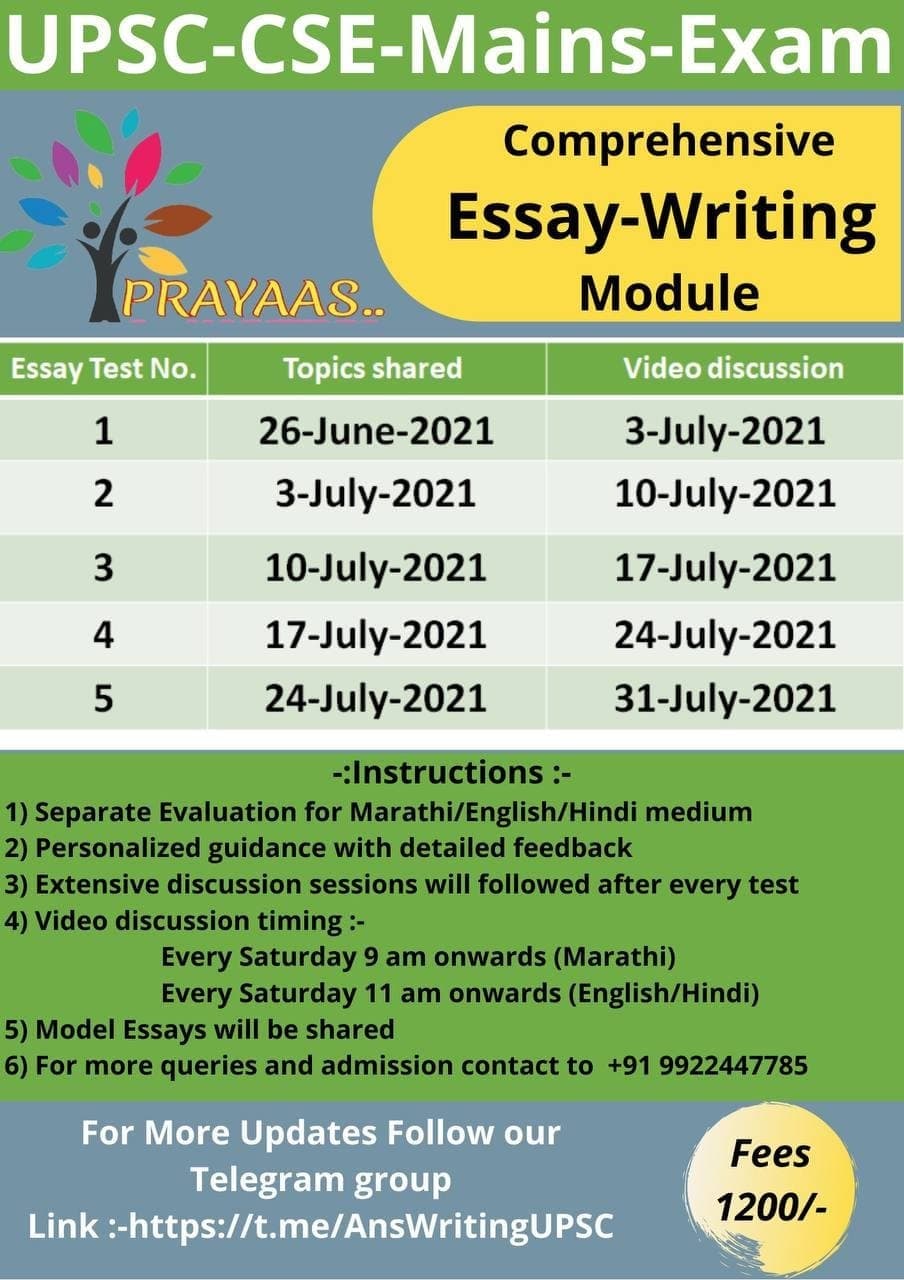 UPSC-CSE-Mains-Exam
PRAYAAS..
Comprehensive
Essay-Writing
Module
Essay Test No. Topics shared Video discussion
1 26-June-2021 3-July-2021
2 3-July-2021 10-July-2021
3 10-July-2021 17-July-2021
4 17-July-2021 24-July-2021
5 24-July-2021 31-July-2021
-:Instructions :-
1) Separate Evaluation for Marathi/English/Hindi medium
2) Personalized guidance with detailed feedback
3) Extensive discussion sessions will followed after every test
4) Video discussion timing :-
Every Saturday 9 am onwards (Marathi)
Every Saturday 11 am onwards (English/Hindi)
5) Model Essays will be shared
6) For more queries and admission contact to +91 9922447785
For More Updates Follow our
Telegram group
Link :-https://t.me/AnsWritingUPSC
Fees
1200/-